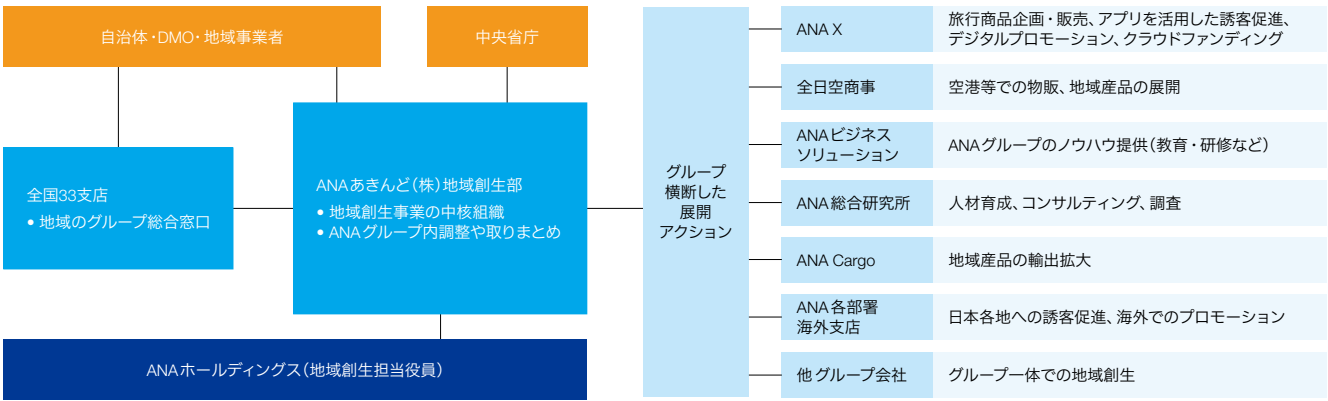 自治体・DMO・地域事業者
中央省庁
全国33支店
• 地域のグループ総合窓口
ANAあきんど(株)地域創生部
• 地域創生事業の中核組織
• ANAグループ内調整や取りまとめ
ANAホールディングス(地域創生担当役員)
グループ
横断した
展開
アクション
ANA X
旅行商品企画・販売、アプリを活用した誘客促進、
デジタルプロモーション、クラウドファンディング
全日空商事
空港等での物販、地域産品の展開
ANAビジネス
ソリューション
ANAグループのノウハウ提供(教育・研修など)
ANA総合研究所
人材育成、コンサルティング、調査
ANA Cargo
地域産品の輸出拡大
ANA各部署
海外支店
日本各地への誘客促進、海外でのプロモーション
他グループ会社
グループ一体での地域創生